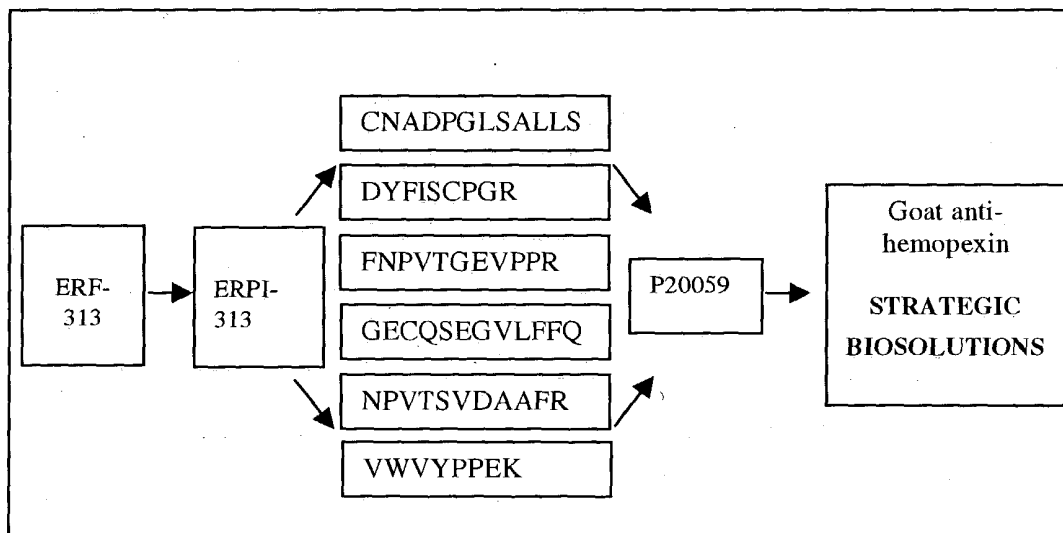 ERF-
313
ERPI-
313
CNADPGLSALLS
DYFISCPGR
FNPVTGEVPPR
GECQSEGVLFFQ
NPVTSVDAAFR
VWVYPPEK
P20059
Goat anti-
hemopexin
STRATEGIC
BIOSOLUTIONS